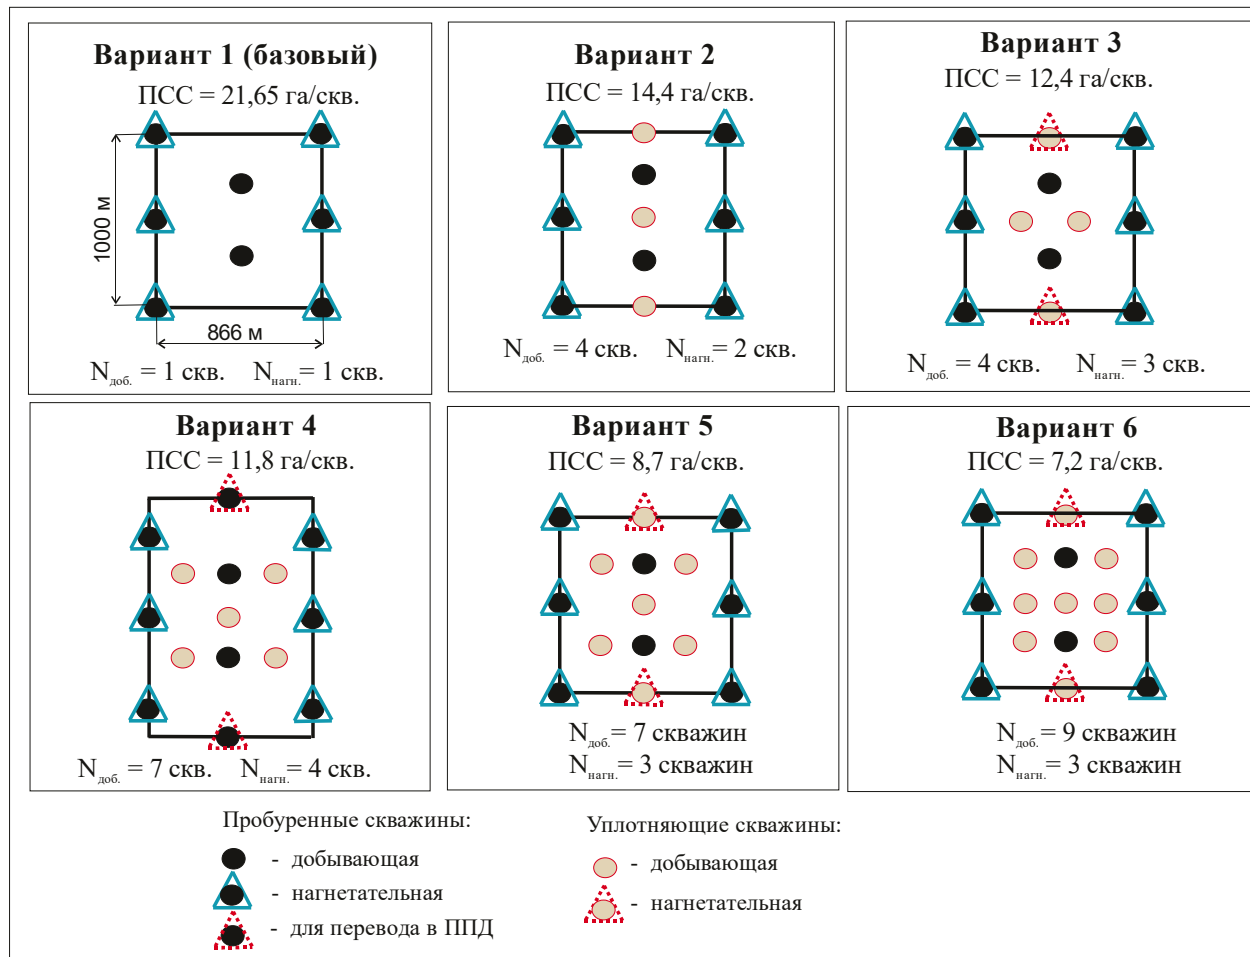 Вариант 1 (базовый)
ПСС = 21,65 га/скв.
1000 м
866 м
Nдоб. = 1 скв. Nнагн. = 1 скв.
Вариант 2
ПСС = 14,4 га/скв.
Nдоб. = 4 скв. Nнагн. = 2 скв.
Вариант 3
ПСС = 12,4 га/скв.
Nдоб. = 4 скв. Nнагн. = 3 скв.
Вариант 4
ПСС = 11,8 га/скв.
Nдоб. = 7 скв. Nнагн. = 4 скв.
Вариант 5
ПСС = 8,7 га/скв.
Nдоб. = 7 скважин
Nнагн. = 3 скважин
Вариант 6
ПСС = 7,2 га/скв.
Nдоб. = 9 скважин
Nнагн. = 3 скважин
Пробуренные скважины:
- добывающая
- нагнетательная
- для перевода в ППД
Уплотняющие скважины:
- добывающая
- нагнетательная